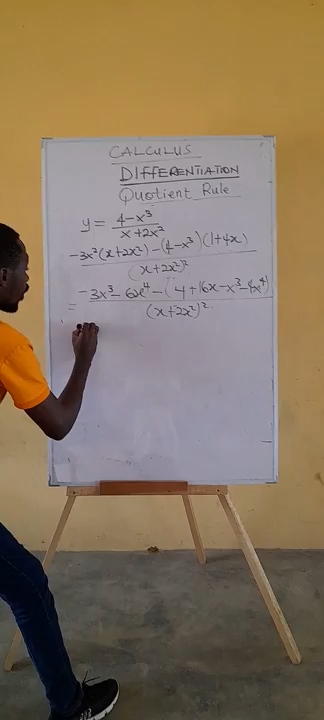 CALCULUS
DIFFERENTIATION
Quotient Rule
y = 4-x³ / x+2x²
-3x²(x+2x²) - (4-x³)(1+4x) / (x+2x²)²
= -3x³ - 6x⁴ - (4+16x-x³-4x⁴) / (x+2x²)²